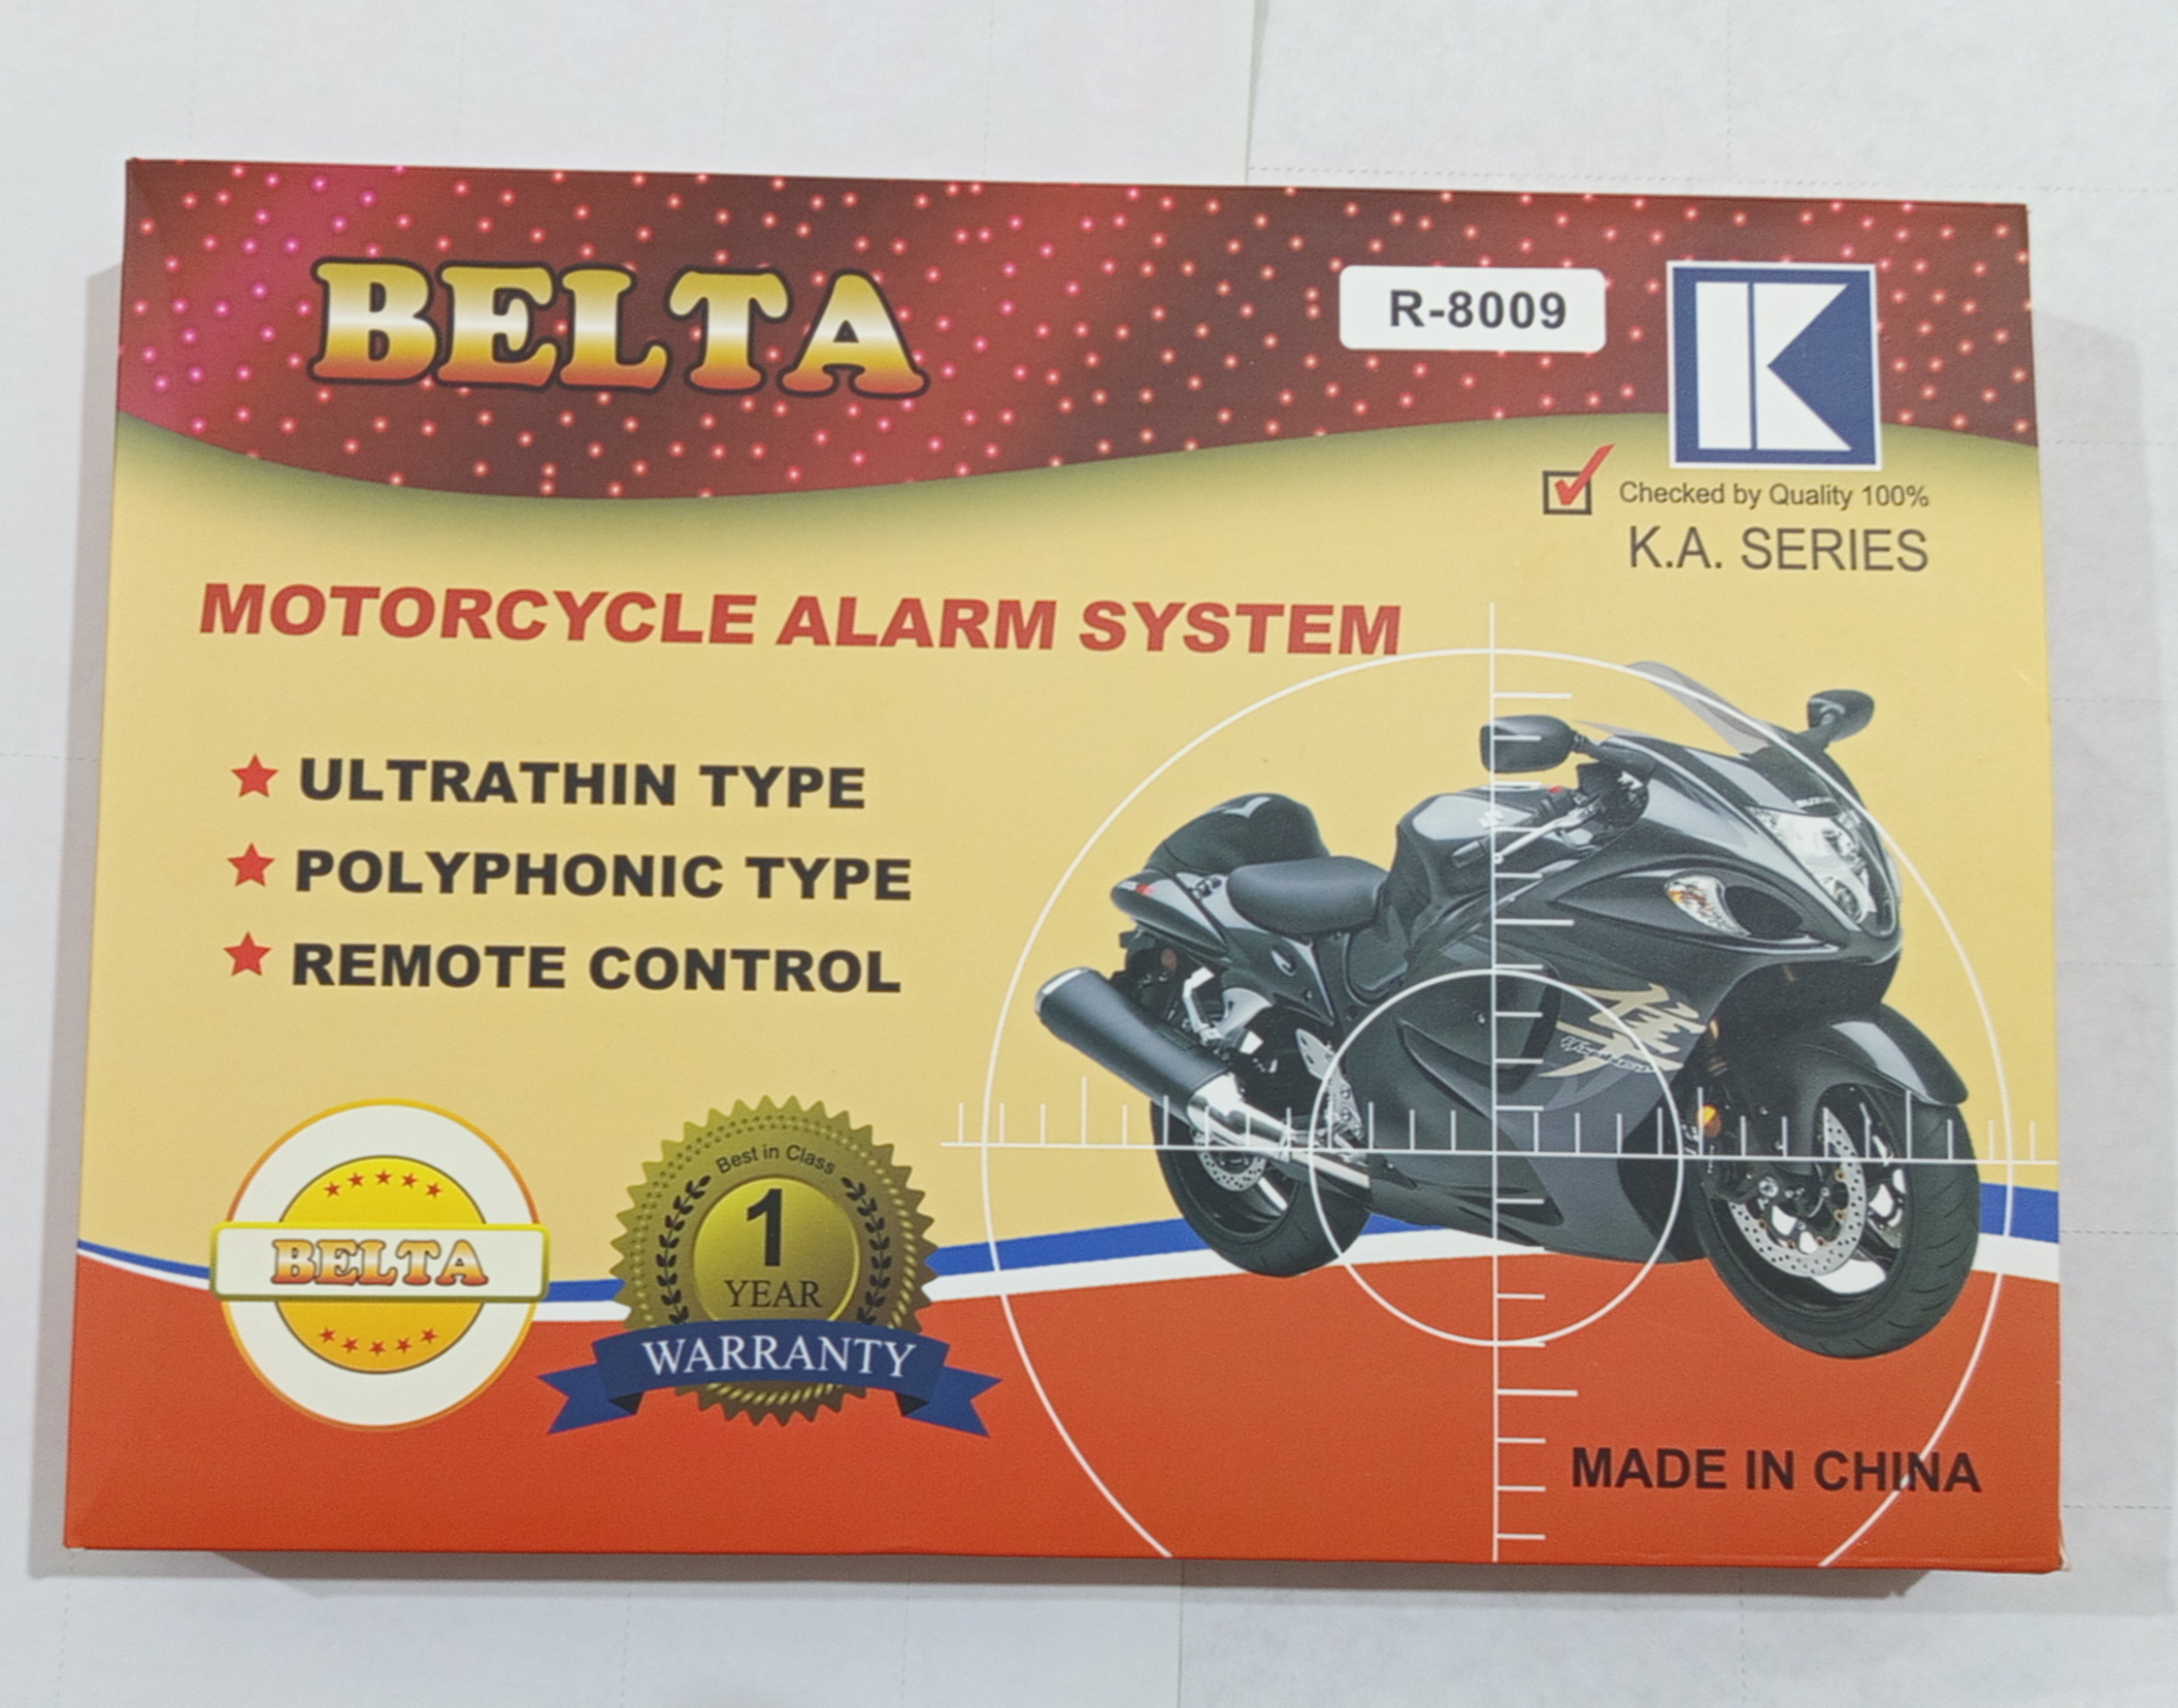 BELTA
R-8009
K
Checked by Quality 100%
K.A. SERIES
MOTORCYCLE ALARM SYSTEM
ULTRATHIN TYPE
POLYPHONIC TYPE
REMOTE CONTROL
BELTA
Best in Class
1
YEAR
WARRANTY
MADE IN CHINA